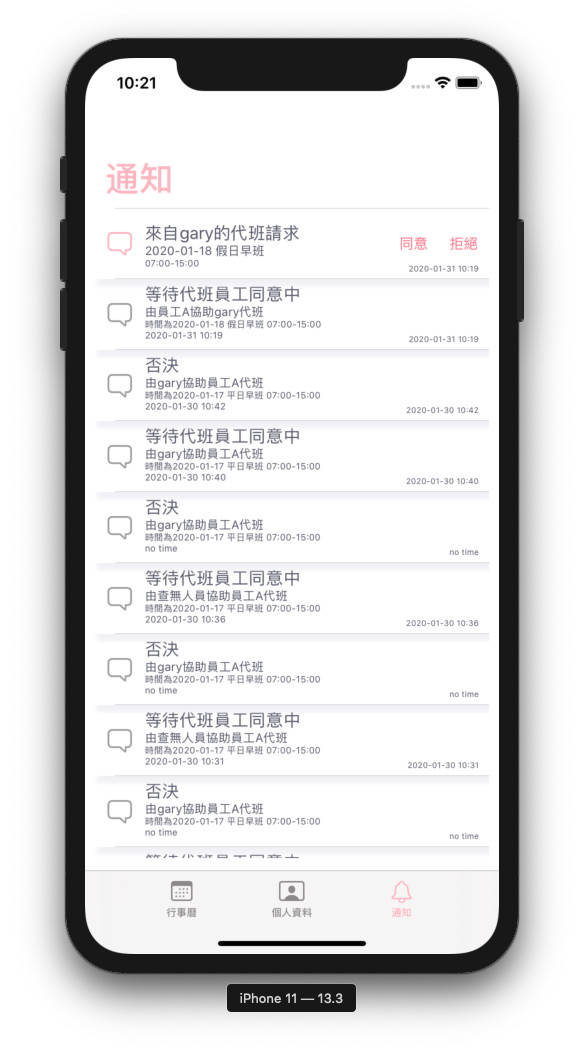 10:21
通知
來自gary的代班請求
2020-01-18 假日早班
07:00-15:00
同意 拒絕
2020-01-31 10:19
等待代班員工同意中
由員工A協助gary代班
時間為2020-01-18 假日早班 07:00-15:00
2020-01-31 10:19
2020-01-31 10:19
否決
由gary協助員工A代班
時間為2020-01-17 平日早班 07:00-15:00
2020-01-30 10:42
2020-01-30 10:42
等待代班員工同意中
由gary協助員工A代班
時間為2020-01-17 平日早班 07:00-15:00
2020-01-30 10:40
2020-01-30 10:40
否決
由gary協助員工A代班
時間為2020-01-17 平日早班 07:00-15:00
no time
no time
等待代班員工同意中
由查無人員協助員工A代班
時間為2020-01-17 平日早班 07:00-15:00
2020-01-30 10:36
2020-01-30 10:36
否決
由gary協助員工A代班
時間為2020-01-17 平日早班 07:00-15:00
no time
no time
等待代班員工同意中
由查無人員協助員工A代班
時間為2020-01-17 平日早班 07:00-15:00
2020-01-30 10:31
2020-01-30 10:31
否決
由gary協助員工A代班
時間為2020-01-17 平日早班 07:00-15:00
no time
no time
行事曆
個人資料
通知
iPhone 11 — 13.3